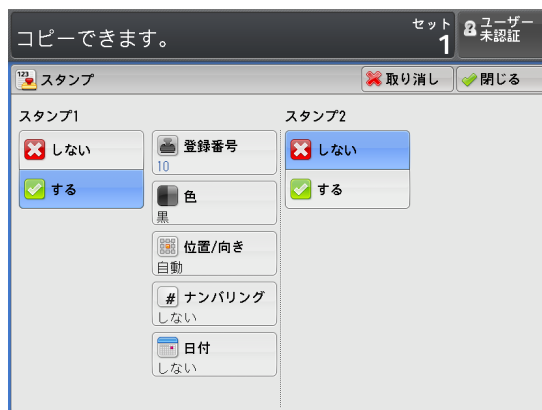 コピーできます。
セット
1
ユーザー
未認証
123
スタンプ
取り消し
閉じる
スタンプ1
しない
する
登録番号
10
色
黒
位置/向き
自動
# ナンバリング
しない
日付
しない
スタンプ2
しない
する